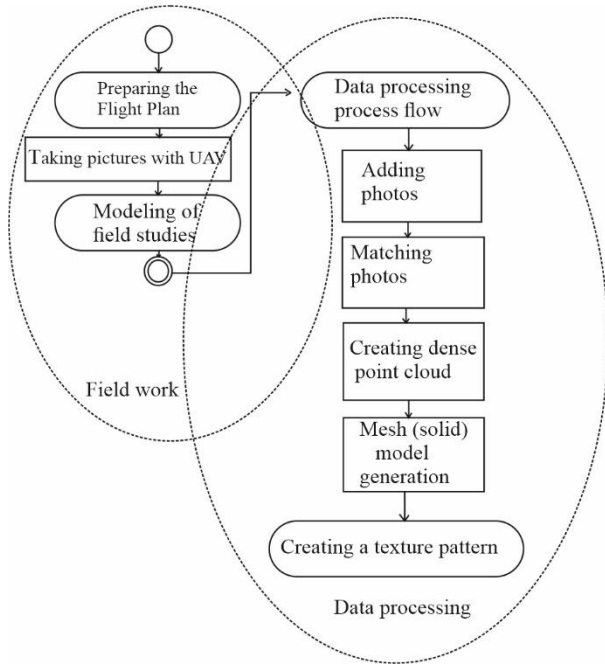 Preparing the
Flight Plan
Taking pictures with UAV
Modeling of
field studies
Field work
Data processing
process flow
Adding
photos
Matching
photos
Creating dense
point cloud
Mesh (solid)
model
generation
Creating a texture pattern
Data processing